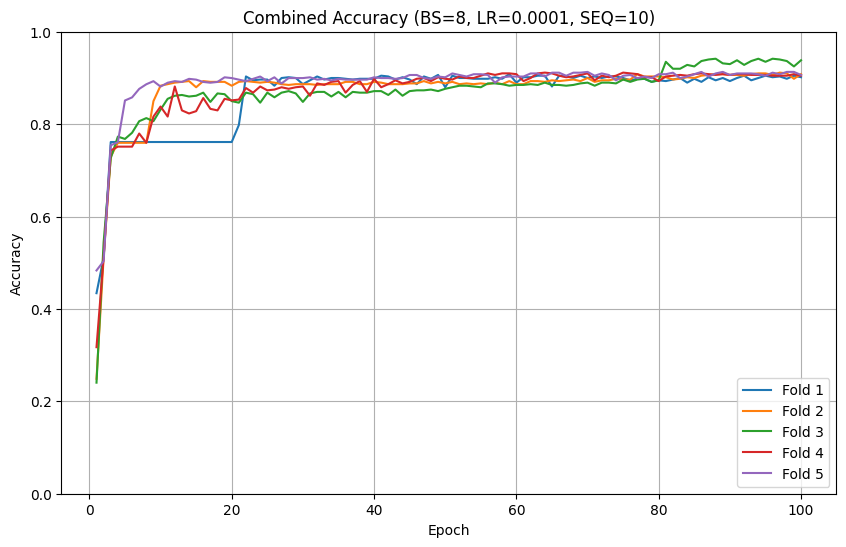 Combined Accuracy (BS=8, LR=0.0001, SEQ=10)
1.0
0.8
0.6
0.4
0.2
0.0
Accuracy
0 20 40 60 80 100
Epoch
Fold 1
Fold 2
Fold 3
Fold 4
Fold 5